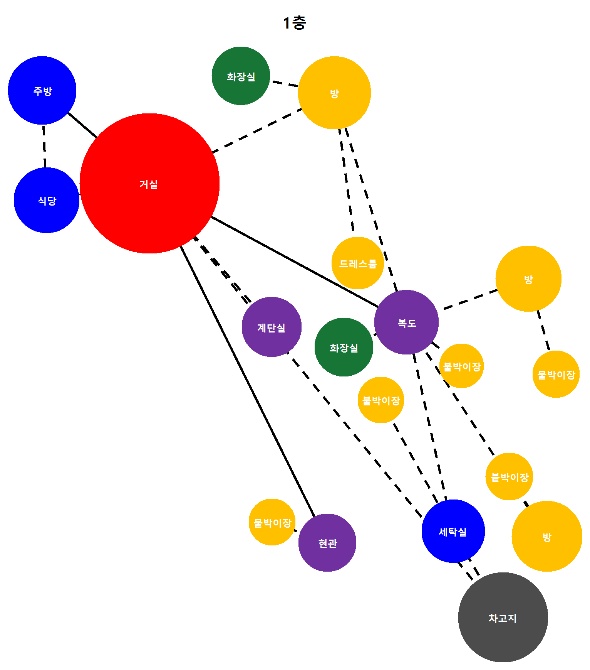 1층
화장실
주방
방
거실
식당
드레스룸
방
복도
계단실
화장실
붙박이장
붙박이장
붙박이장
붙박이장
붙박이장
세탁실
방
현관
차고지